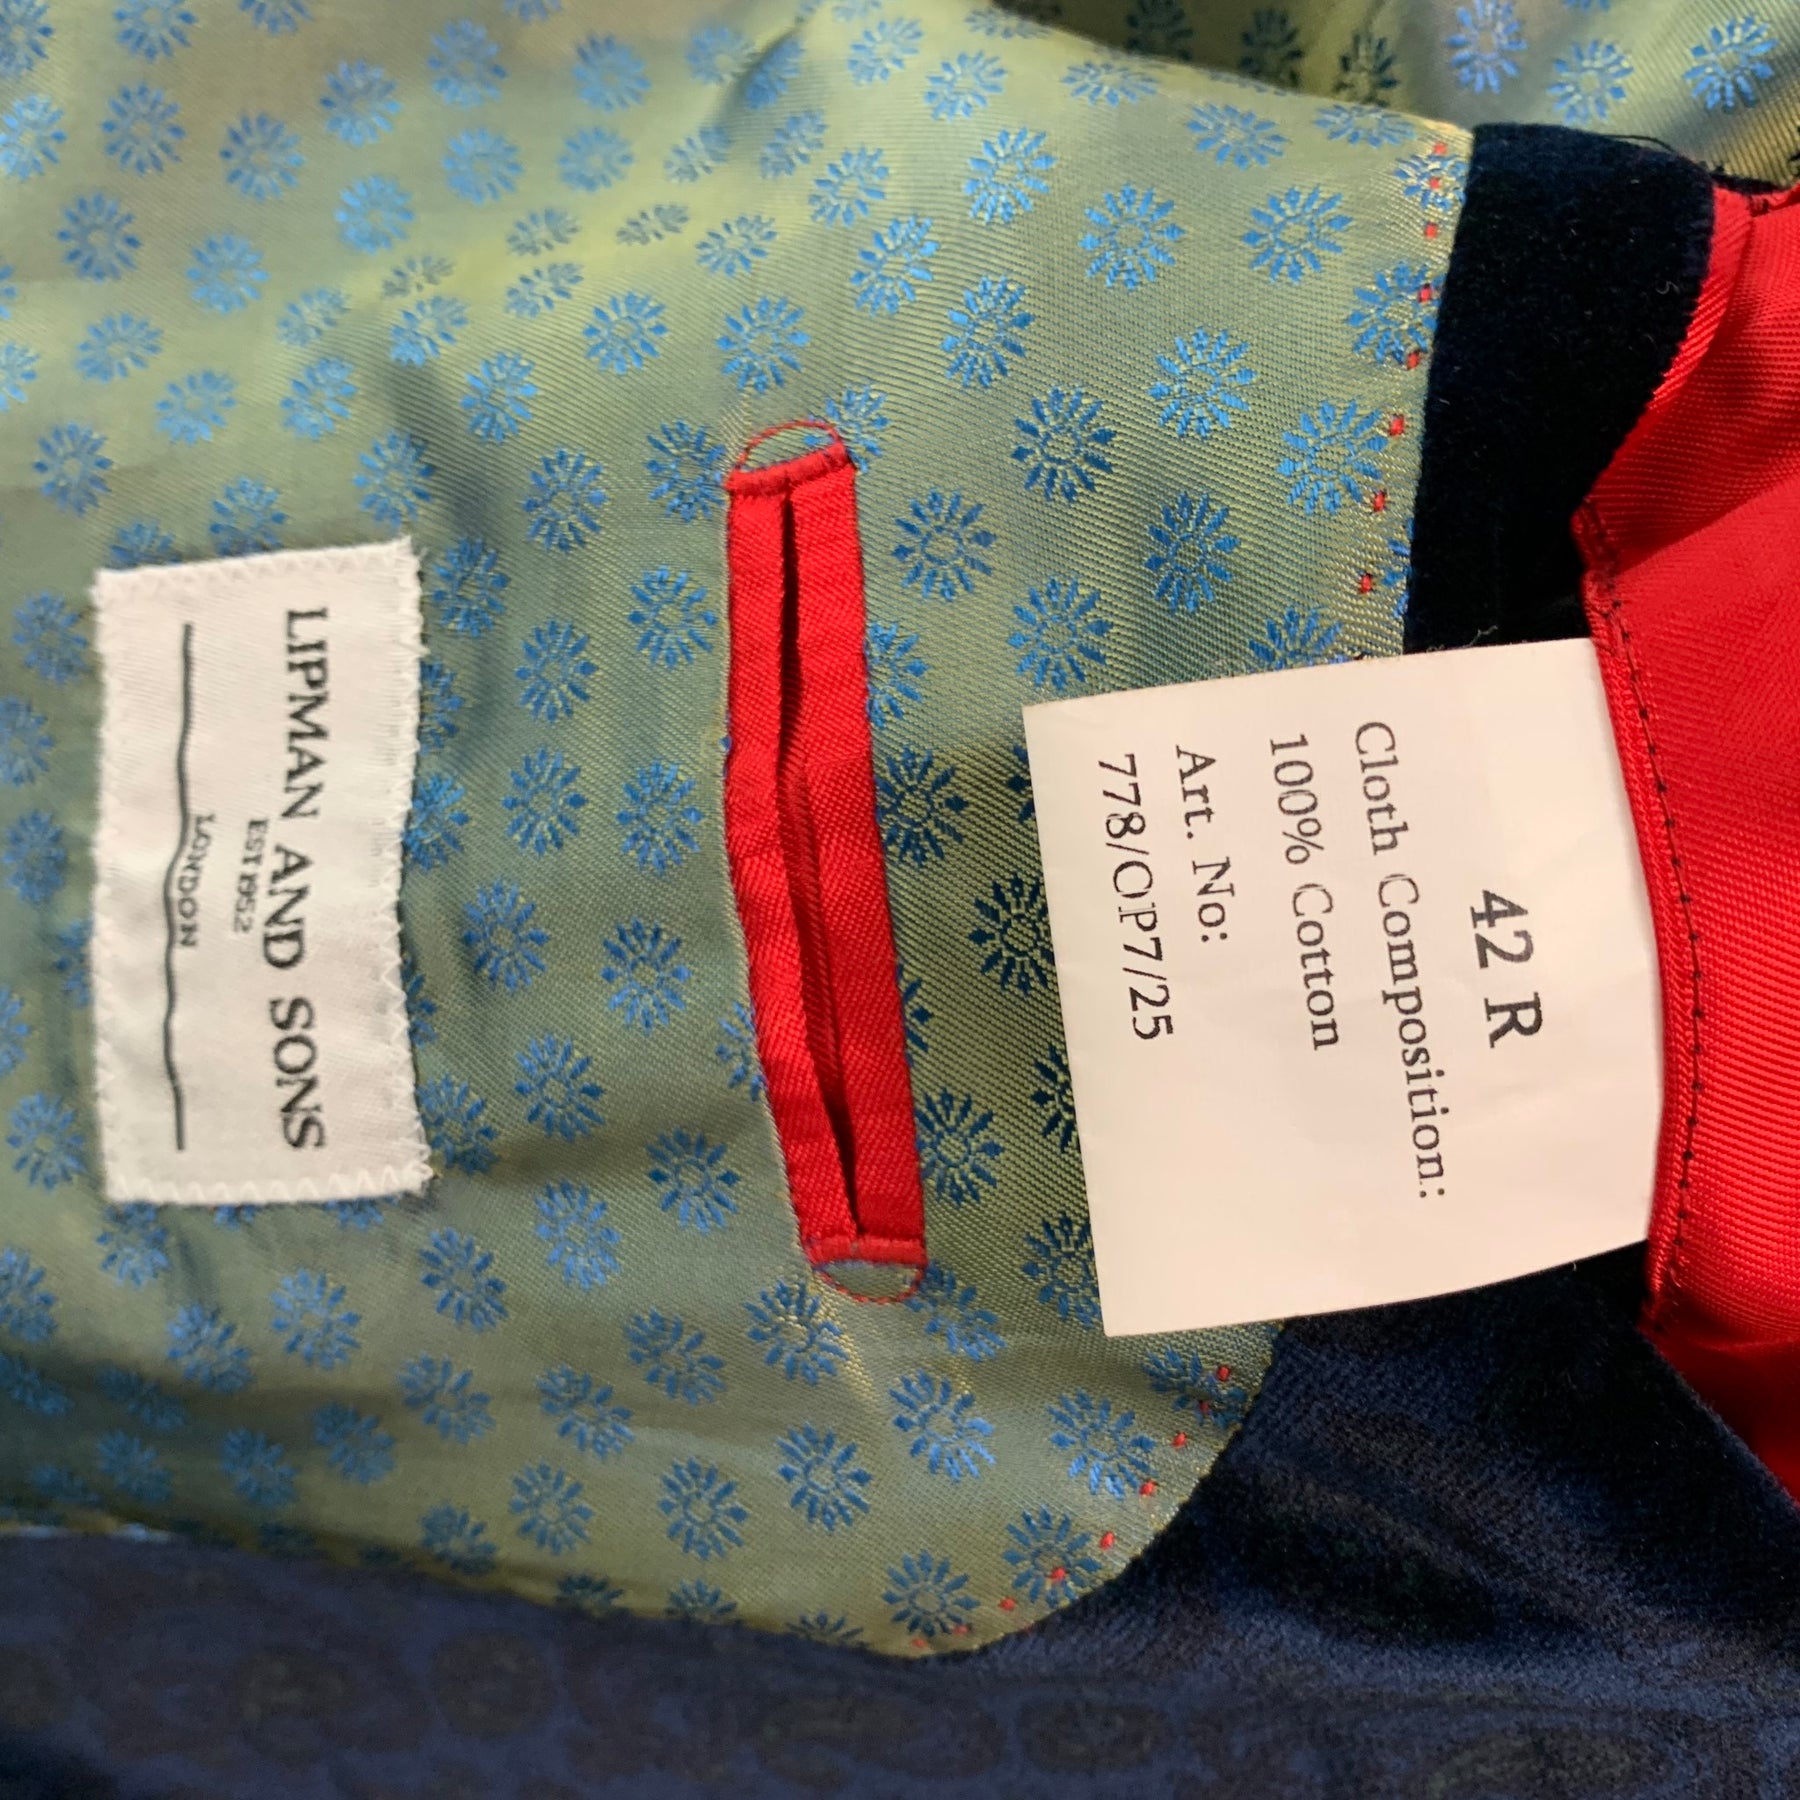 LIPMAN AND SONS
EST 1952
LONDON
42 R
Cloth Composition:
100% Cotton
Art. No:
778/OP7/25